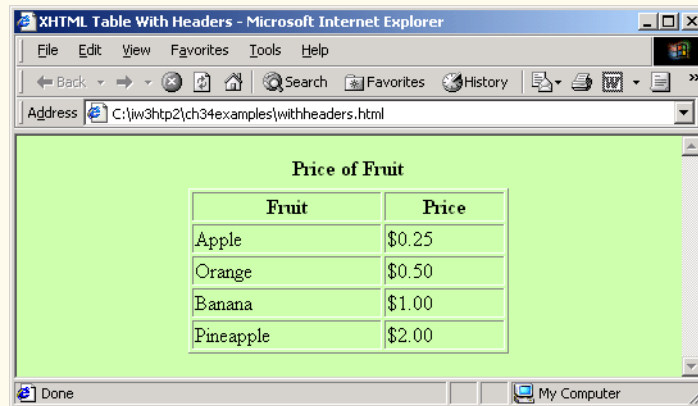 XHTML Table With Headers - Microsoft Internet Explorer
File Edit View Favorites Tools Help
Back Search Favorites History »
Address C:\iw3htp2\ch34examples\withheaders.html
Price of Fruit
Fruit Price
Apple $0.25
Orange $0.50
Banana $1.00
Pineapple $2.00
Done My Computer